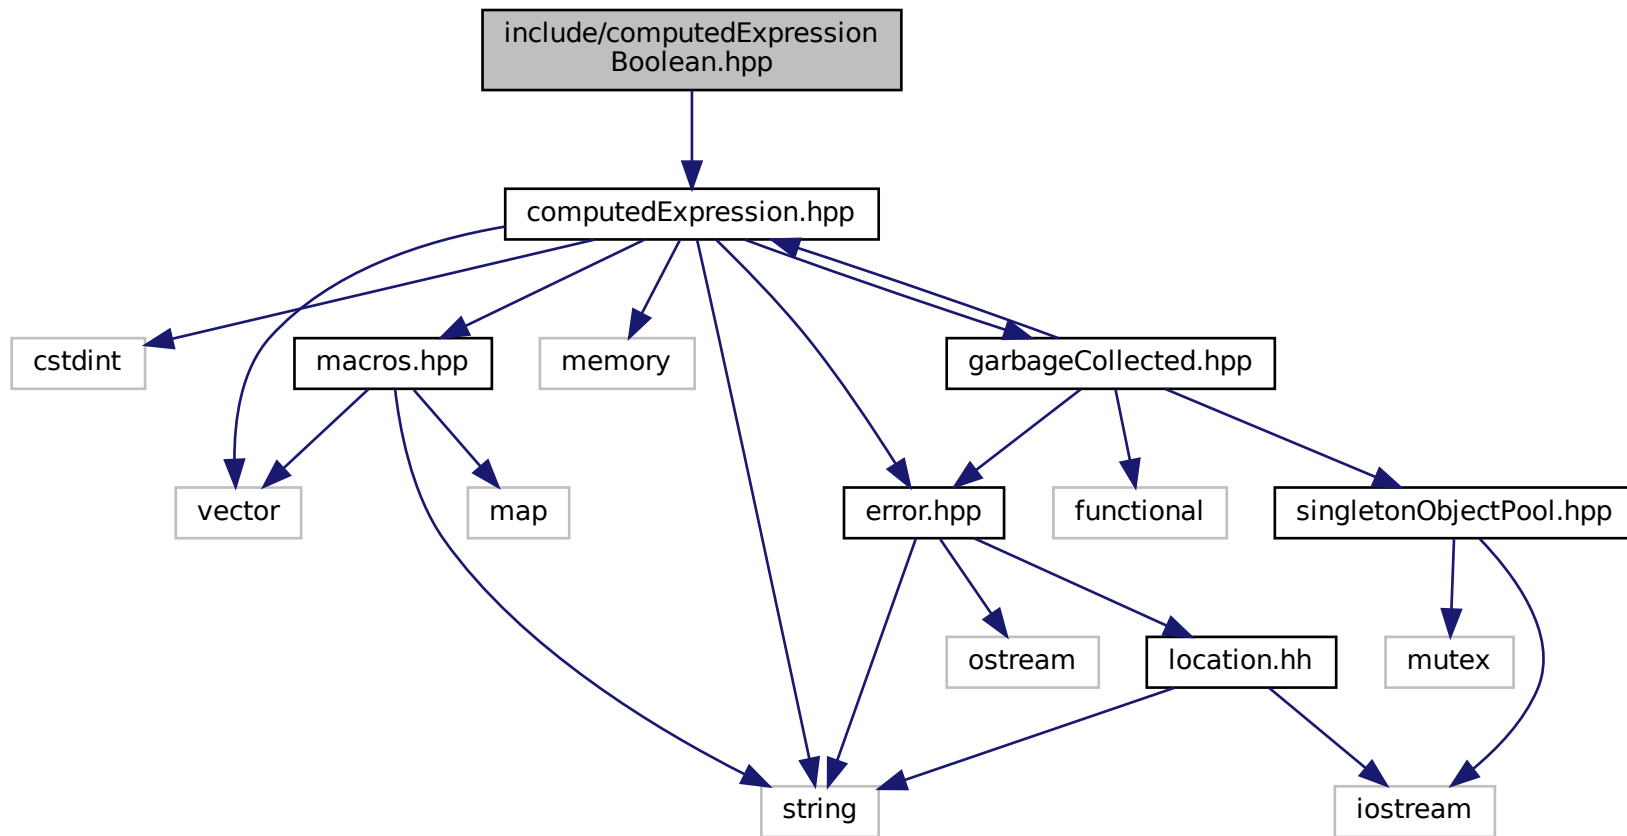 include/computedExpression
Boolean.hpp
computedExpression.hpp
cstdint
macros.hpp
memory
garbageCollected.hpp
vector
map
error.hpp
functional
singletonObjectPool.hpp
ostream
location.hh
mutex
string
iostream